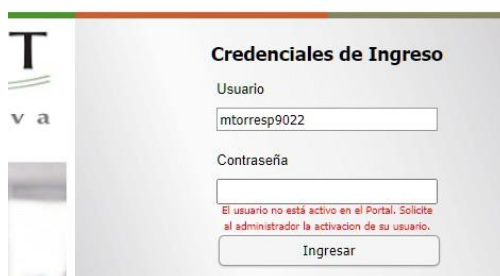 T
v a
Credenciales de Ingreso
Usuario
mtorresp9022
Contraseña
El usuario no está activo en el Portal. Solicite
al administrador la activacion de su usuario.
Ingresar